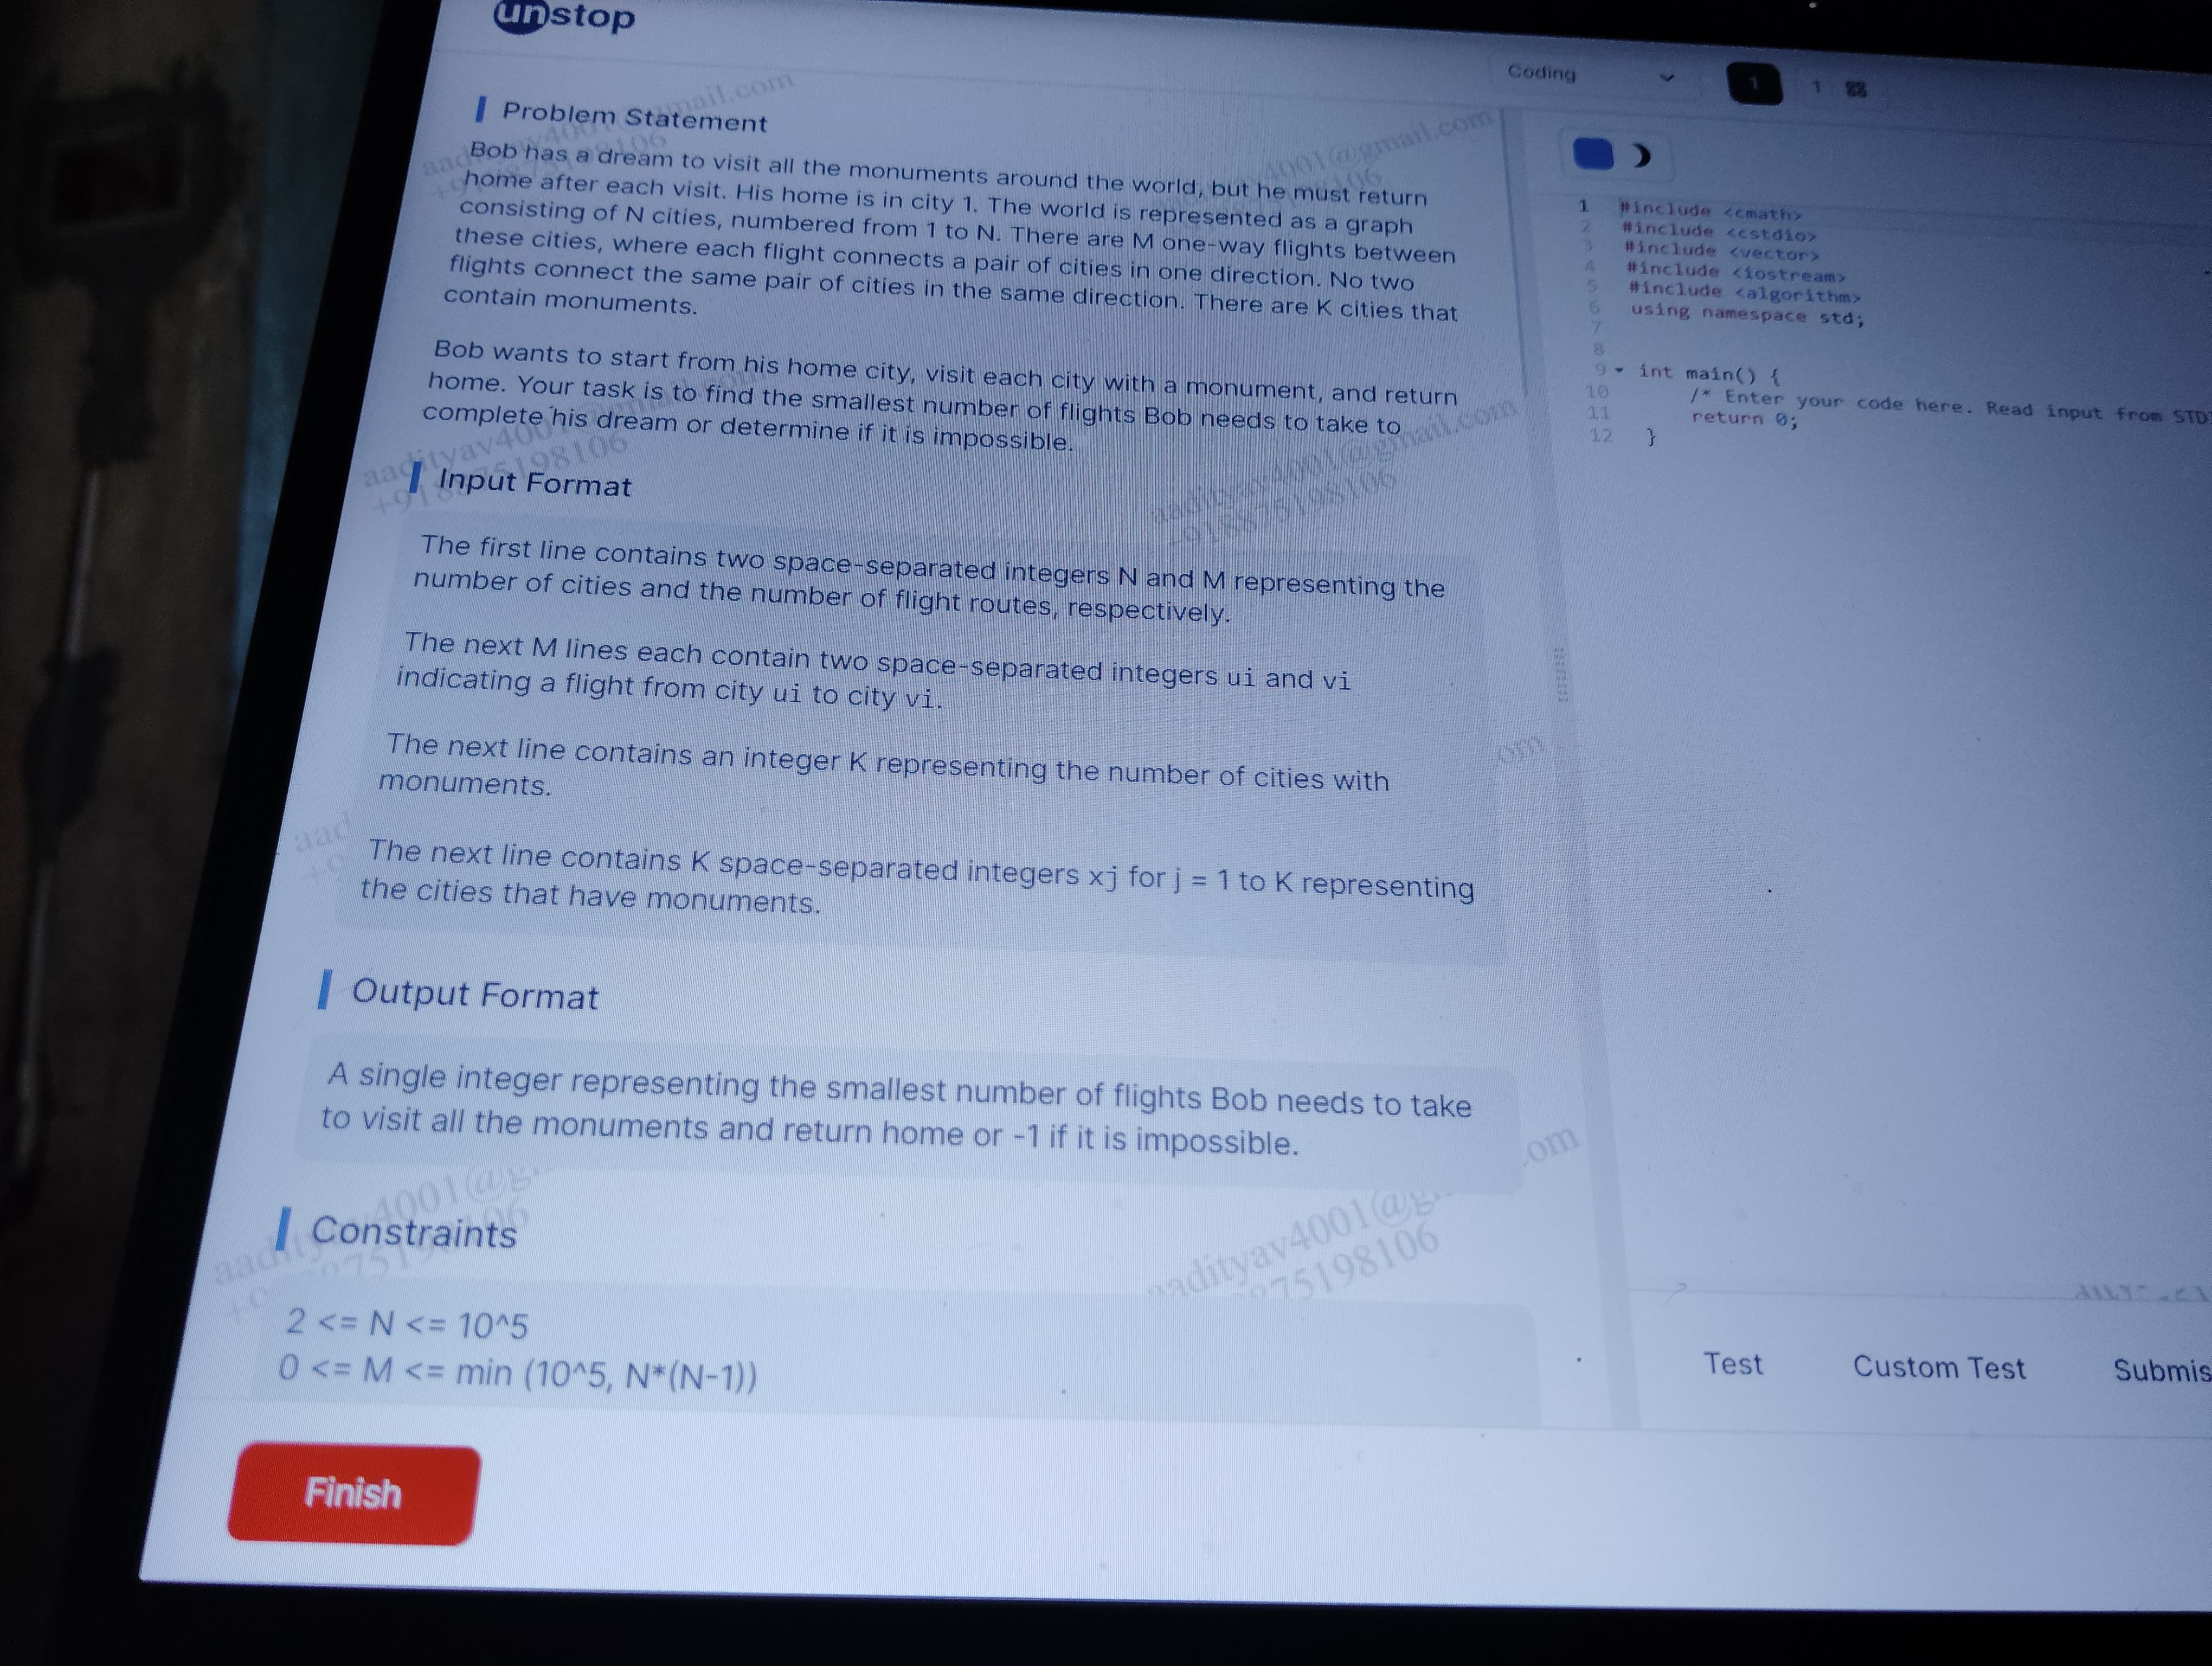 unstop
Coding
1
1
Problem Statement
Bob has a dream to visit all the monuments around the world, but he must return
home after each visit. His home is in city 1. The world is represented as a graph
consisting of N cities, numbered from 1 to N. There are M one-way flights between
these cities, where each flight connects a pair of cities in one direction. No two
flights connect the same pair of cities in the same direction. There are K cities that
contain monuments.
Bob wants to start from his home city, visit each city with a monument, and return
home. Your task is to find the smallest number of flights Bob needs to take to
complete his dream or determine if it is impossible.
Input Format
The first line contains two space-separated integers N and M representing the
number of cities and the number of flight routes, respectively.
The next M lines each contain two space-separated integers ui and vi
indicating a flight from city ui to city vi.
The next line contains an integer K representing the number of cities with
monuments.
The next line contains K space-separated integers xj for j = 1 to K representing
the cities that have monuments.
Output Format
A single integer representing the smallest number of flights Bob needs to take
to visit all the monuments and return home or -1 if it is impossible.
Constraints
2 <= N <= 10^5
0 <= M <= min (10^5, N*(N-1))
Finish
1 #include <cmath>
2 #include <cstdio>
3 #include <vector>
4 #include <iostream>
5 #include <algorithm>
6 using namespace std;
7
8
9 int main() {
10 /* Enter your code here. Read input from STD
11 return 0;
12 }
Test Custom Test Submis